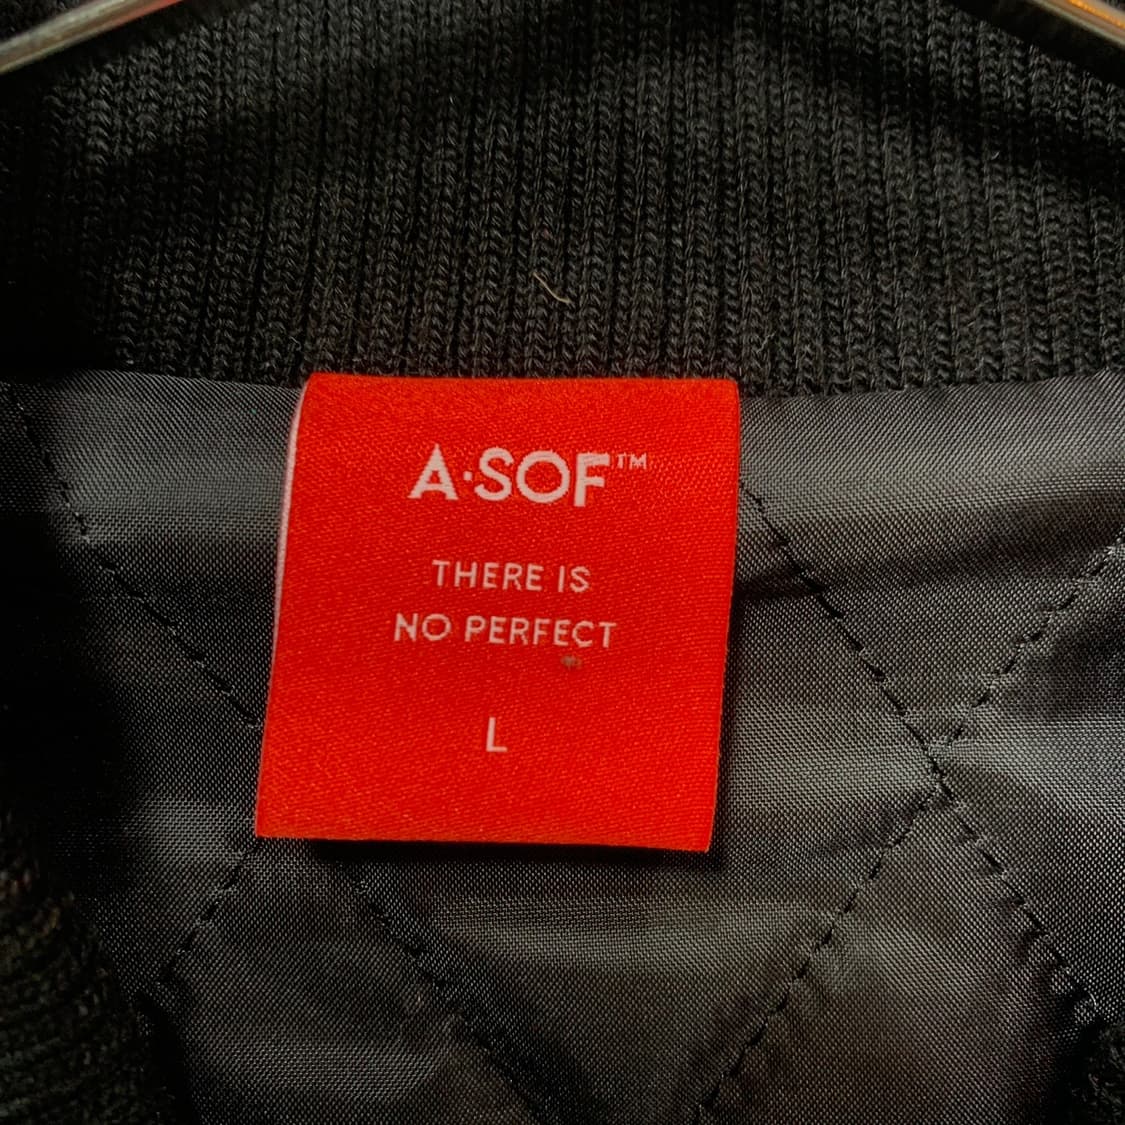 A·SOF™
THERE IS
NO PERFECT
L